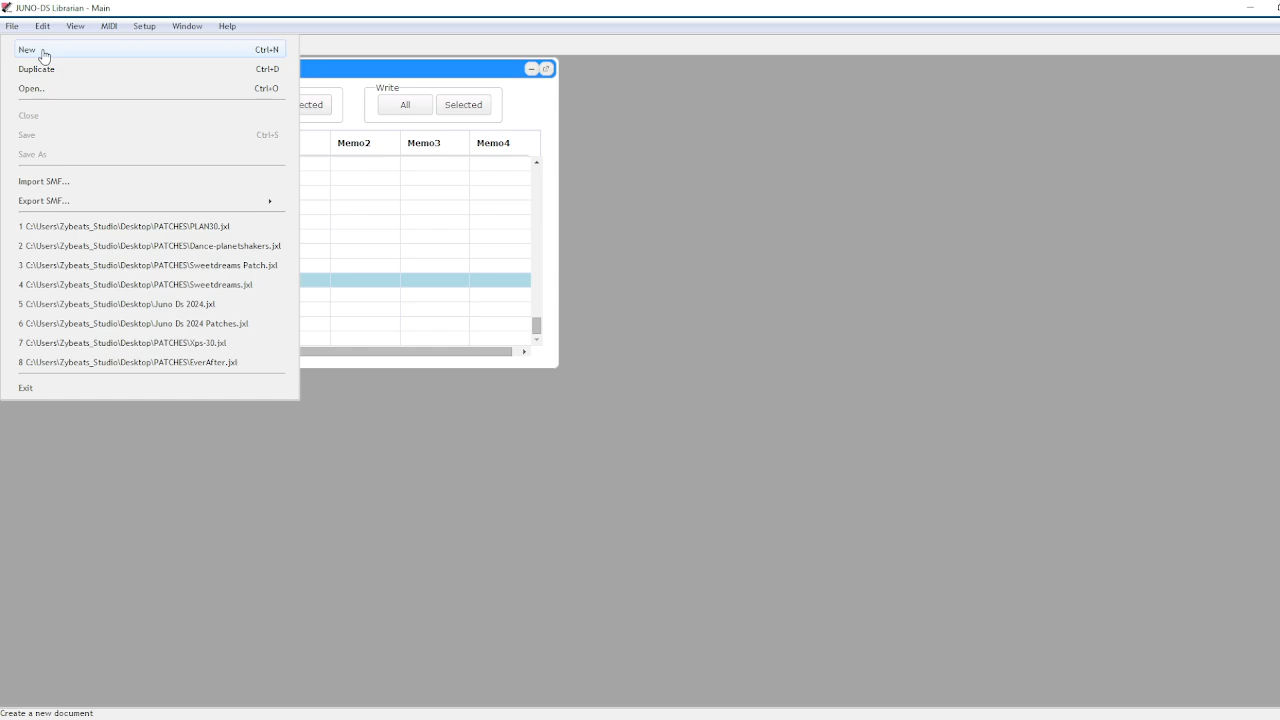 JUNO-DS Librarian - Main
File Edit View MIDI Setup Window Help
New Ctrl+N
Duplicate Ctrl+D
Open.. Ctrl+O
Close
Save Ctrl+S
Save As
Import SMF...
Export SMF...
1 C:\Users\Zybeats_Studio\Desktop\PATCHES\PLAN30.jxl
2 C:\Users\Zybeats_Studio\Desktop\PATCHES\Dance-planetshakers.jxl
3 C:\Users\Zybeats_Studio\Desktop\PATCHES\Sweetdreams Patch.jxl
4 C:\Users\Zybeats_Studio\Desktop\PATCHES\Sweetdreams.jxl
5 C:\Users\Zybeats_Studio\Desktop\Juno Ds 2024.jxl
6 C:\Users\Zybeats_Studio\Desktop\Juno Ds 2024 Patches.jxl
7 C:\Users\Zybeats_Studio\Desktop\PATCHES\Xps-30.jxl
8 C:\Users\Zybeats_Studio\Desktop\PATCHES\EverAfter.jxl
Exit
Write
ected All Selected
Memo2 Memo3 Memo4
Create a new document